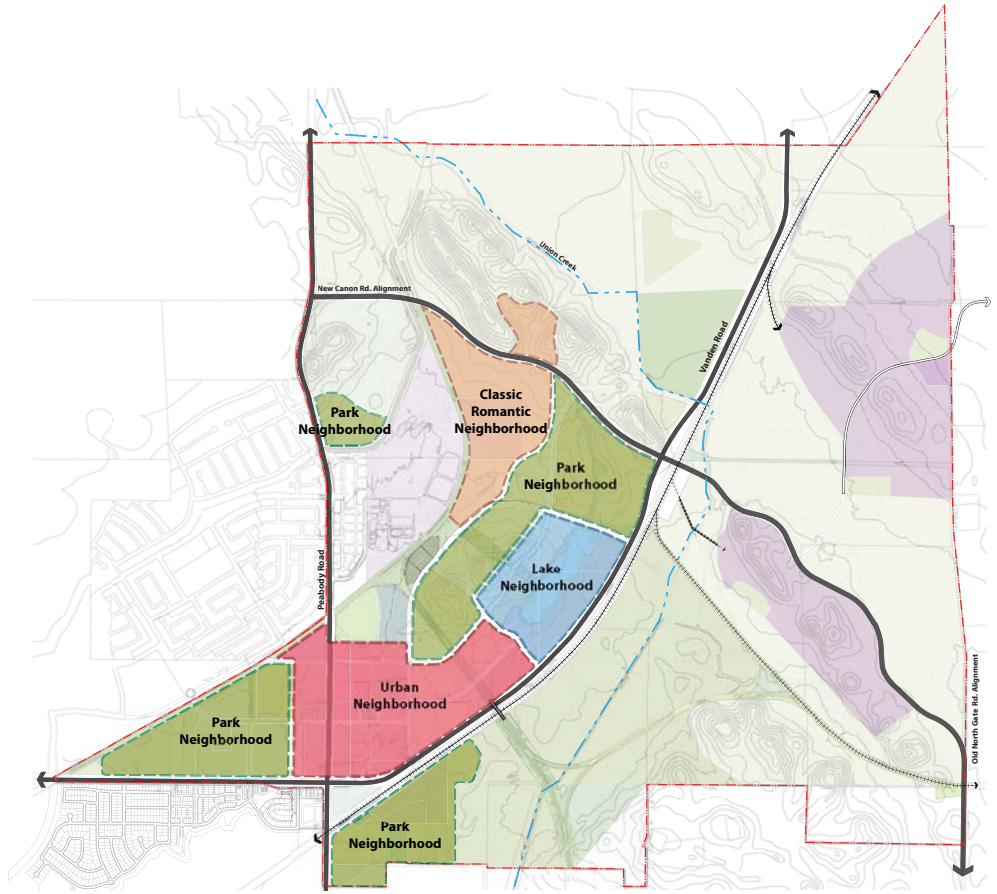 Union Creek
New Canon Rd. Alignment
Vanden Road
Classic
Romantic
Neighborhood
Park
Neighborhood
Park
Neighborhood
Peabody Road
Lake
Neighborhood
Urban
Neighborhood
Park
Neighborhood
Old North Gate Rd. Alignment
Park
Neighborhood